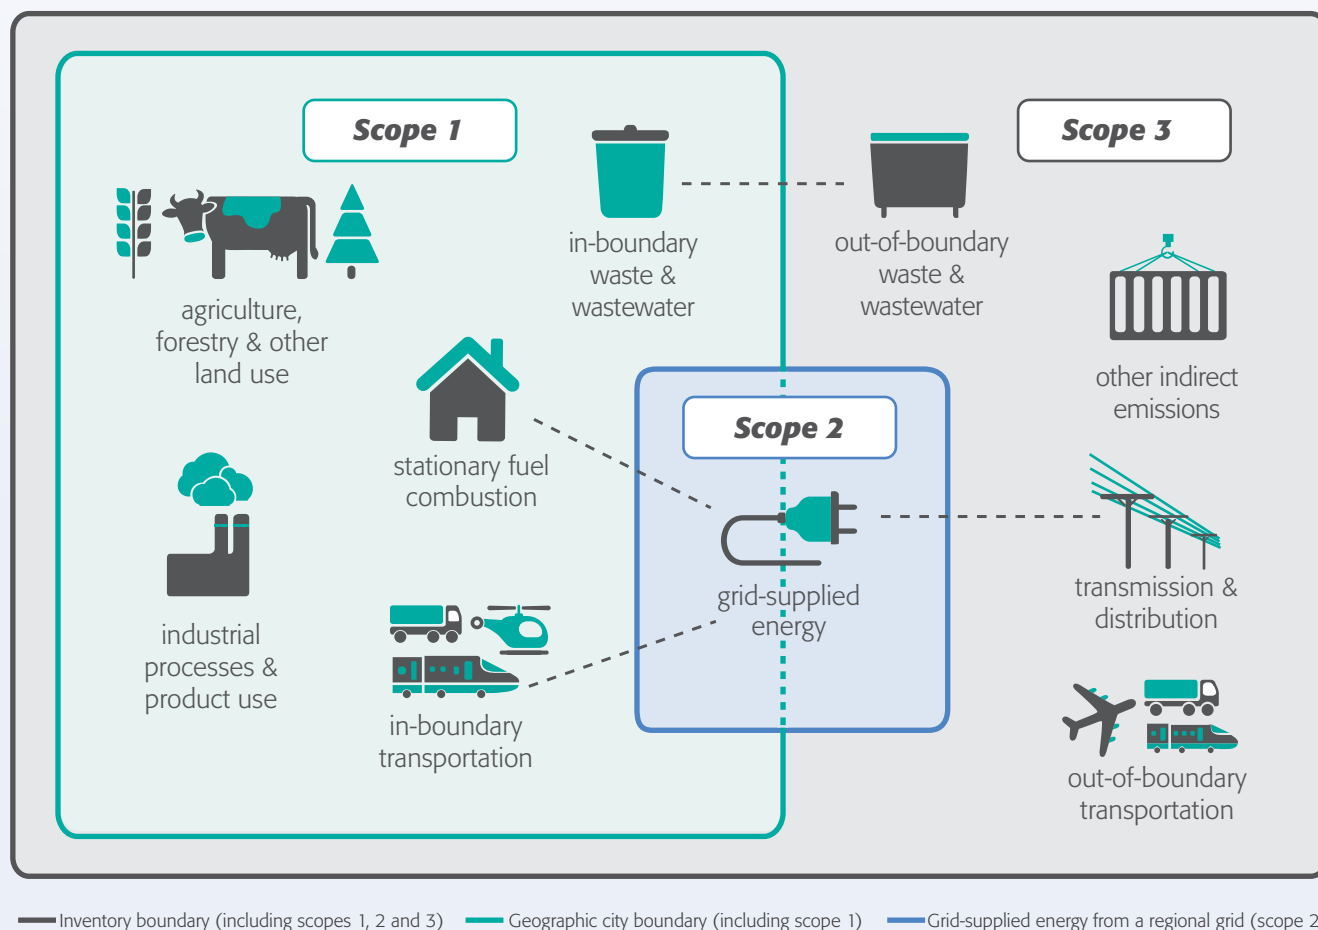 Scope 1
Scope 3
in-boundary
waste &
wastewater
out-of-boundary
waste &
wastewater
agriculture,
forestry & other
land use
other indirect
emissions
Scope 2
stationary fuel
combustion
grid-supplied
energy
transmission &
distribution
industrial
processes &
product use
in-boundary
transportation
out-of-boundary
transportation
Inventory boundary (including scopes 1, 2 and 3)
Geographic city boundary (including scope 1)
Grid-supplied energy from a regional grid (scope 2